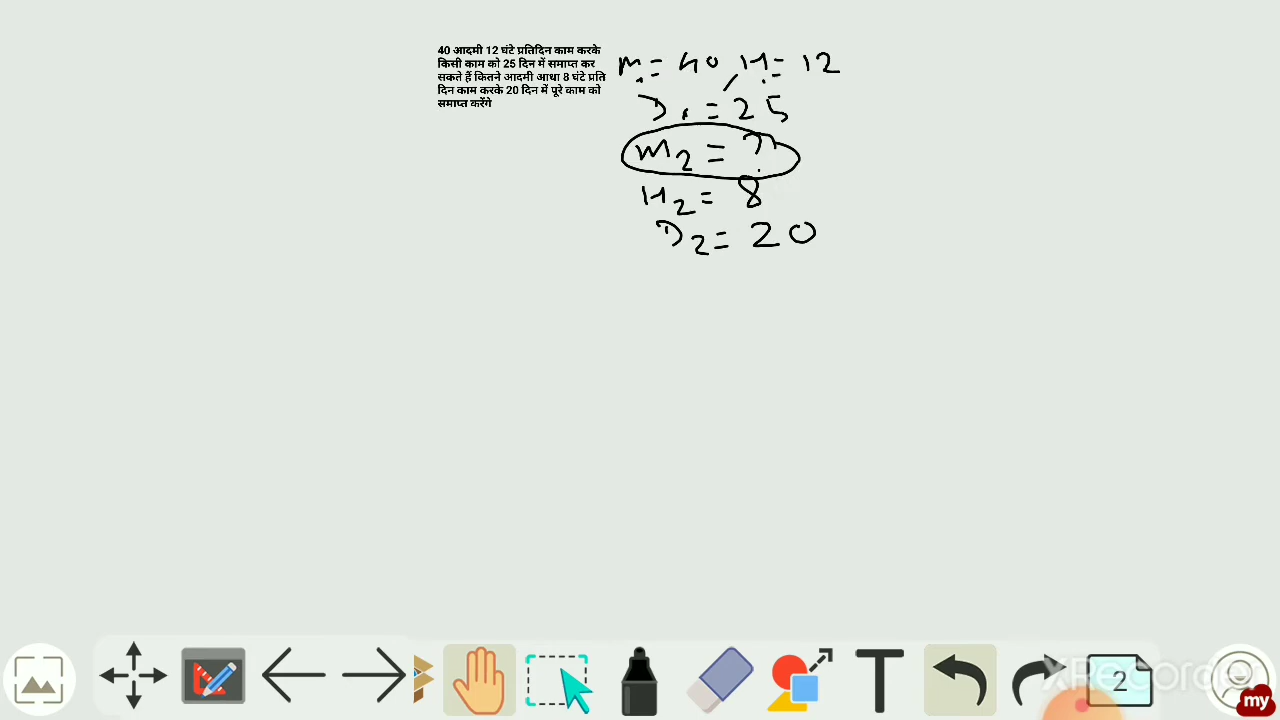 40 आदमी 12 घंटे प्रतिदिन काम करके
किसी काम को 25 दिन में समाप्त कर
सकते हैं कितने आदमी आधा 8 घंटे प्रति
दिन काम करके 20 दिन में पूरे काम को
समाप्त करेंगे
M₁ = 40 H₁ = 12
D₁ = 25
M₂ = ?
H₂ = 8
D₂ = 20
T
2
XRecorder
my